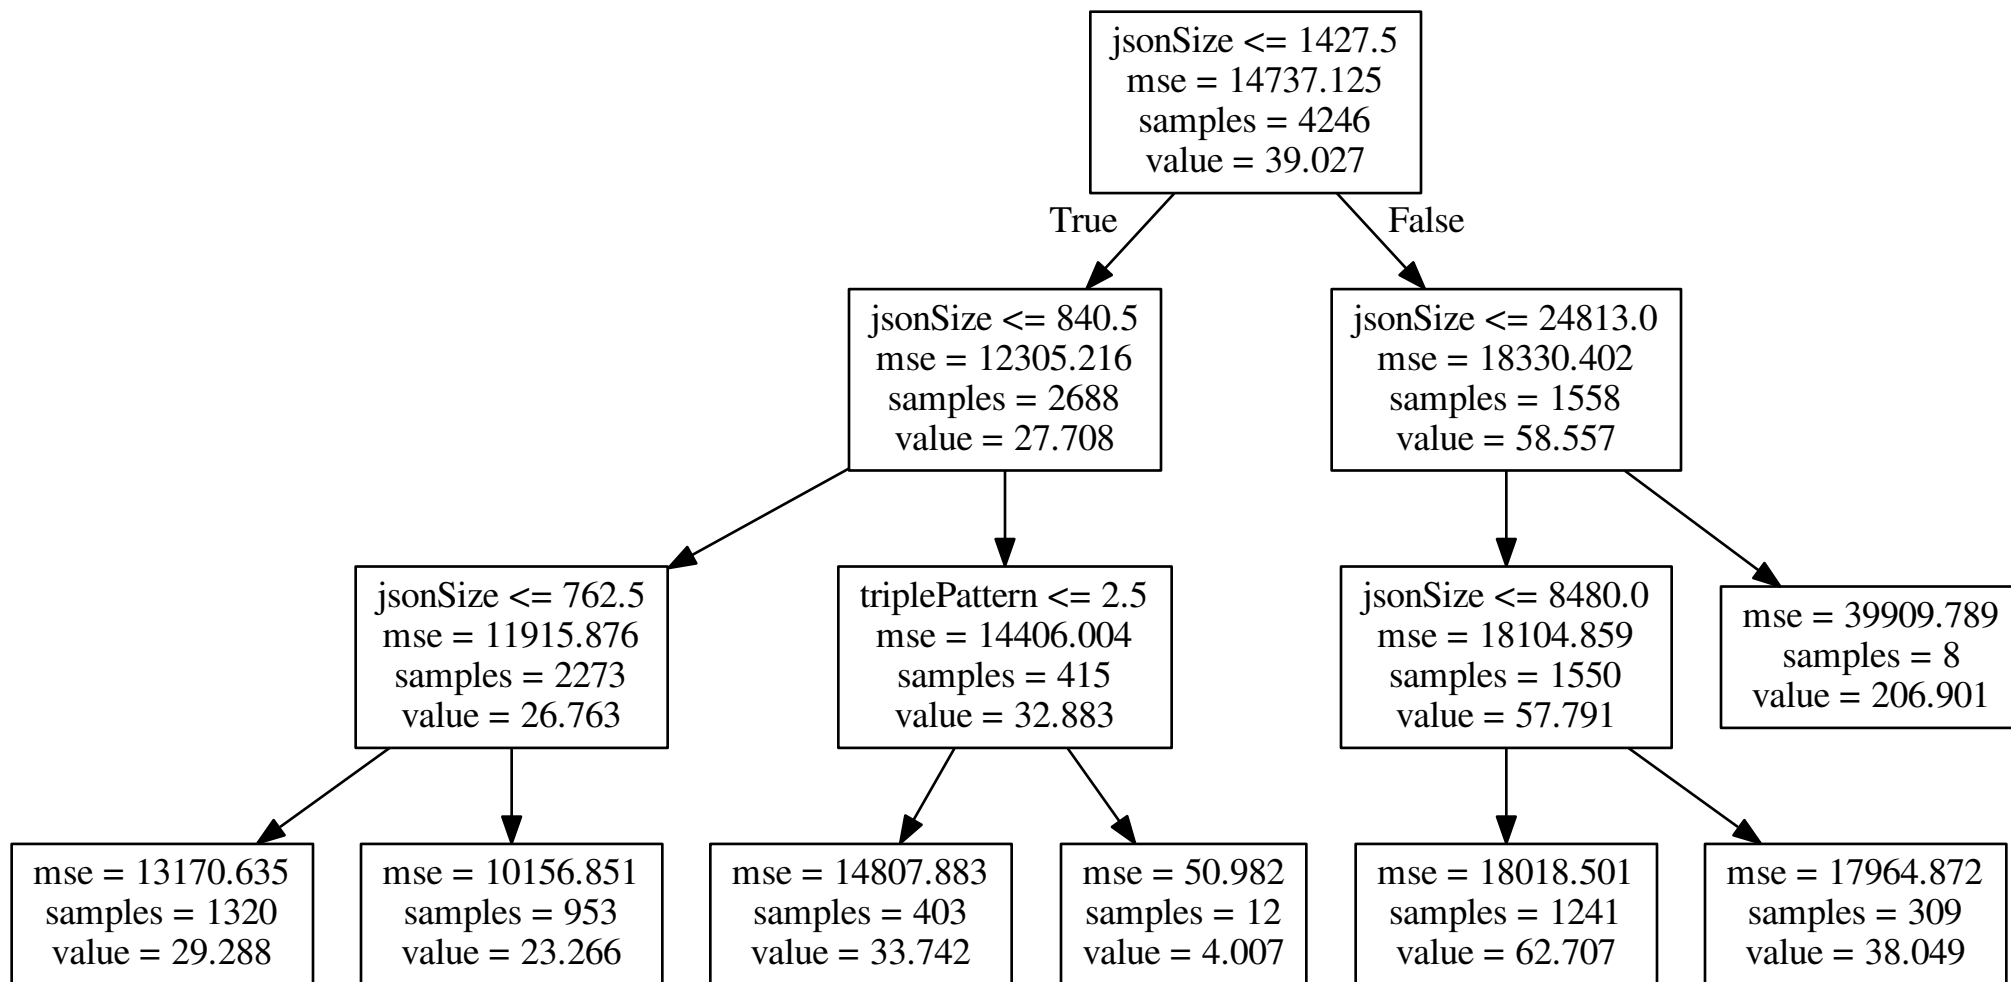 jsonSize <= 1427.5
mse = 14737.125
samples = 4246
value = 39.027
True
False
jsonSize <= 840.5
mse = 12305.216
samples = 2688
value = 27.708
jsonSize <= 24813.0
mse = 18330.402
samples = 1558
value = 58.557
jsonSize <= 762.5
mse = 11915.876
samples = 2273
value = 26.763
triplePattern <= 2.5
mse = 14406.004
samples = 415
value = 32.883
jsonSize <= 8480.0
mse = 18104.859
samples = 1550
value = 57.791
mse = 39909.789
samples = 8
value = 206.901
mse = 13170.635
samples = 1320
value = 29.288
mse = 10156.851
samples = 953
value = 23.266
mse = 14807.883
samples = 403
value = 33.742
mse = 50.982
samples = 12
value = 4.007
mse = 18018.501
samples = 1241
value = 62.707
mse = 17964.872
samples = 309
value = 38.049